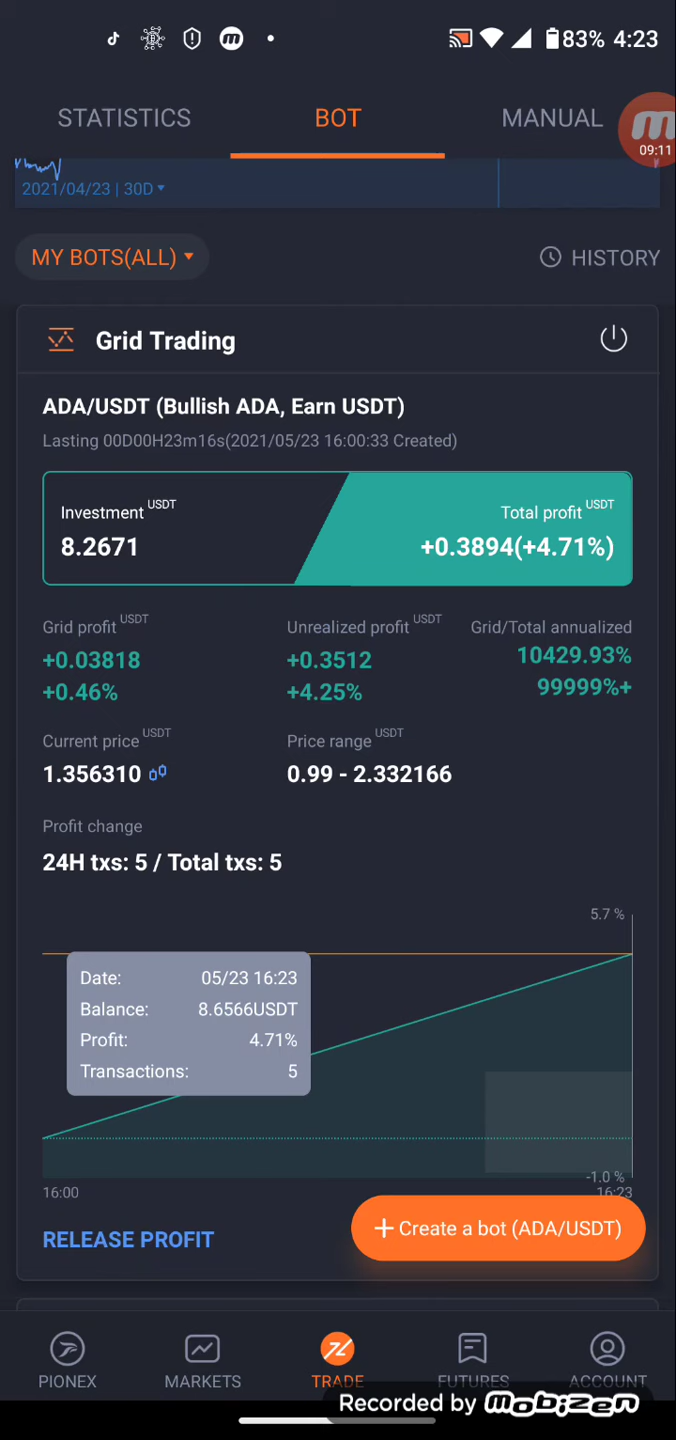 83% 4:23
STATISTICS BOT MANUAL
09:11
2021/04/23 | 30D
MY BOTS(ALL) HISTORY
Grid Trading
ADA/USDT (Bullish ADA, Earn USDT)
Lasting 00D00H23m16s(2021/05/23 16:00:33 Created)
Investment USDT Total profit USDT
8.2671 +0.3894(+4.71%)
Grid profit USDT Unrealized profit USDT Grid/Total annualized
+0.03818 +0.3512 10429.93%
+0.46% +4.25% 99999%+
Current price USDT Price range USDT
1.356310 0.99 - 2.332166
Profit change
24H txs: 5 / Total txs: 5
5.7 %
Date: 05/23 16:23
Balance: 8.6566USDT
Profit: 4.71%
Transactions: 5
-1.0 %
16:00 16:23
RELEASE PROFIT + Create a bot (ADA/USDT)
PIONEX MARKETS TRADE FUTURES ACCOUNT
Recorded by mobizen